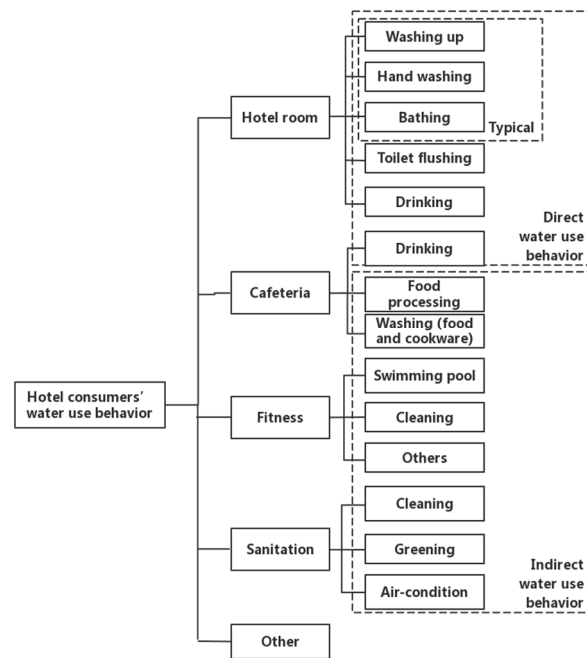 Washing up
Hand washing
Hotel room
Bathing
Typical
Toilet flushing
Drinking
Direct
water use
behavior
Drinking
Cafeteria
Food
processing
Washing (food
and cookware)
Swimming pool
Hotel consumers’
water use behavior
Fitness
Cleaning
Others
Cleaning
Sanitation
Greening
Indirect
water use
behavior
Air-condition
Other